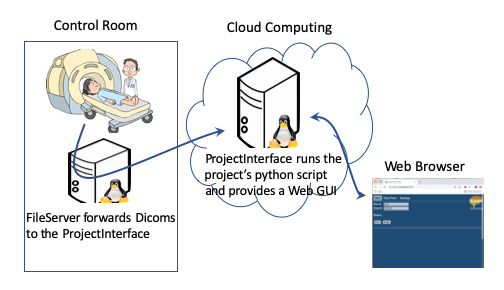 Control Room
Cloud Computing
ProjectInterface runs the
project's python script
and provides a Web GUI
Web Browser
FileServer forwards Dicoms
to the ProjectInterface